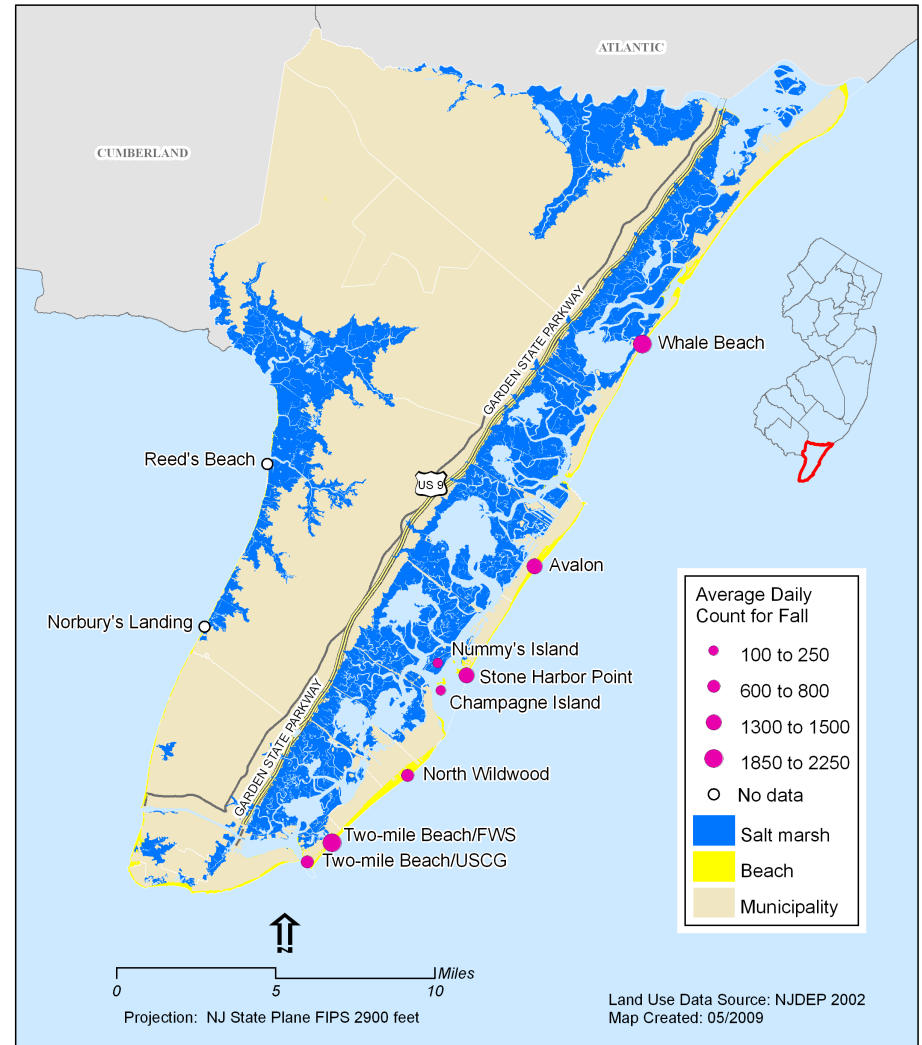 ATLANTIC
CUMBERLAND
GARDEN STATE PARKWAY
Whale Beach
Reed's Beach
US 9
Avalon
Norbury's Landing
Nummy's Island
Stone Harbor Point
Champagne Island
GARDEN STATE PARKWAY
North Wildwood
Two-mile Beach/FWS
Two-mile Beach/USCG
Average Daily
Count for Fall
100 to 250
600 to 800
1300 to 1500
1850 to 2250
No data
Salt marsh
Beach
Municipality
N
Miles
0 5 10
Projection: NJ State Plane FIPS 2900 feet
Land Use Data Source: NJDEP 2002
Map Created: 05/2009